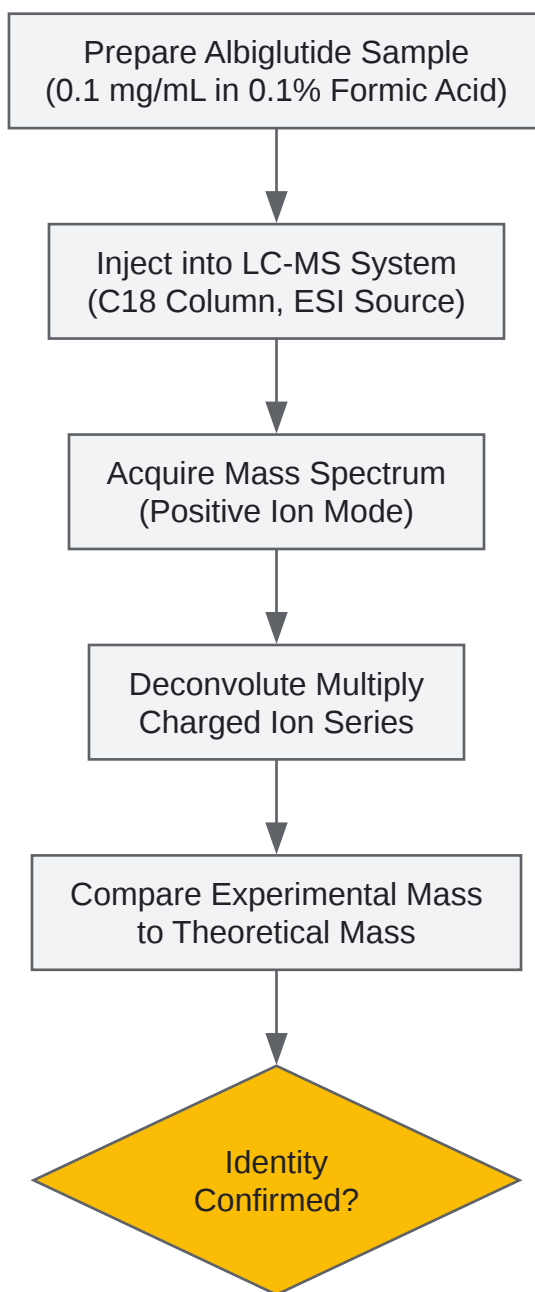 Prepare Albiglutide Sample
(0.1 mg/mL in 0.1% Formic Acid)
Inject into LC-MS System
(C18 Column, ESI Source)
Acquire Mass Spectrum
(Positive Ion Mode)
Deconvolute Multiply
Charged Ion Series
Compare Experimental Mass
to Theoretical Mass
Identity
Confirmed?